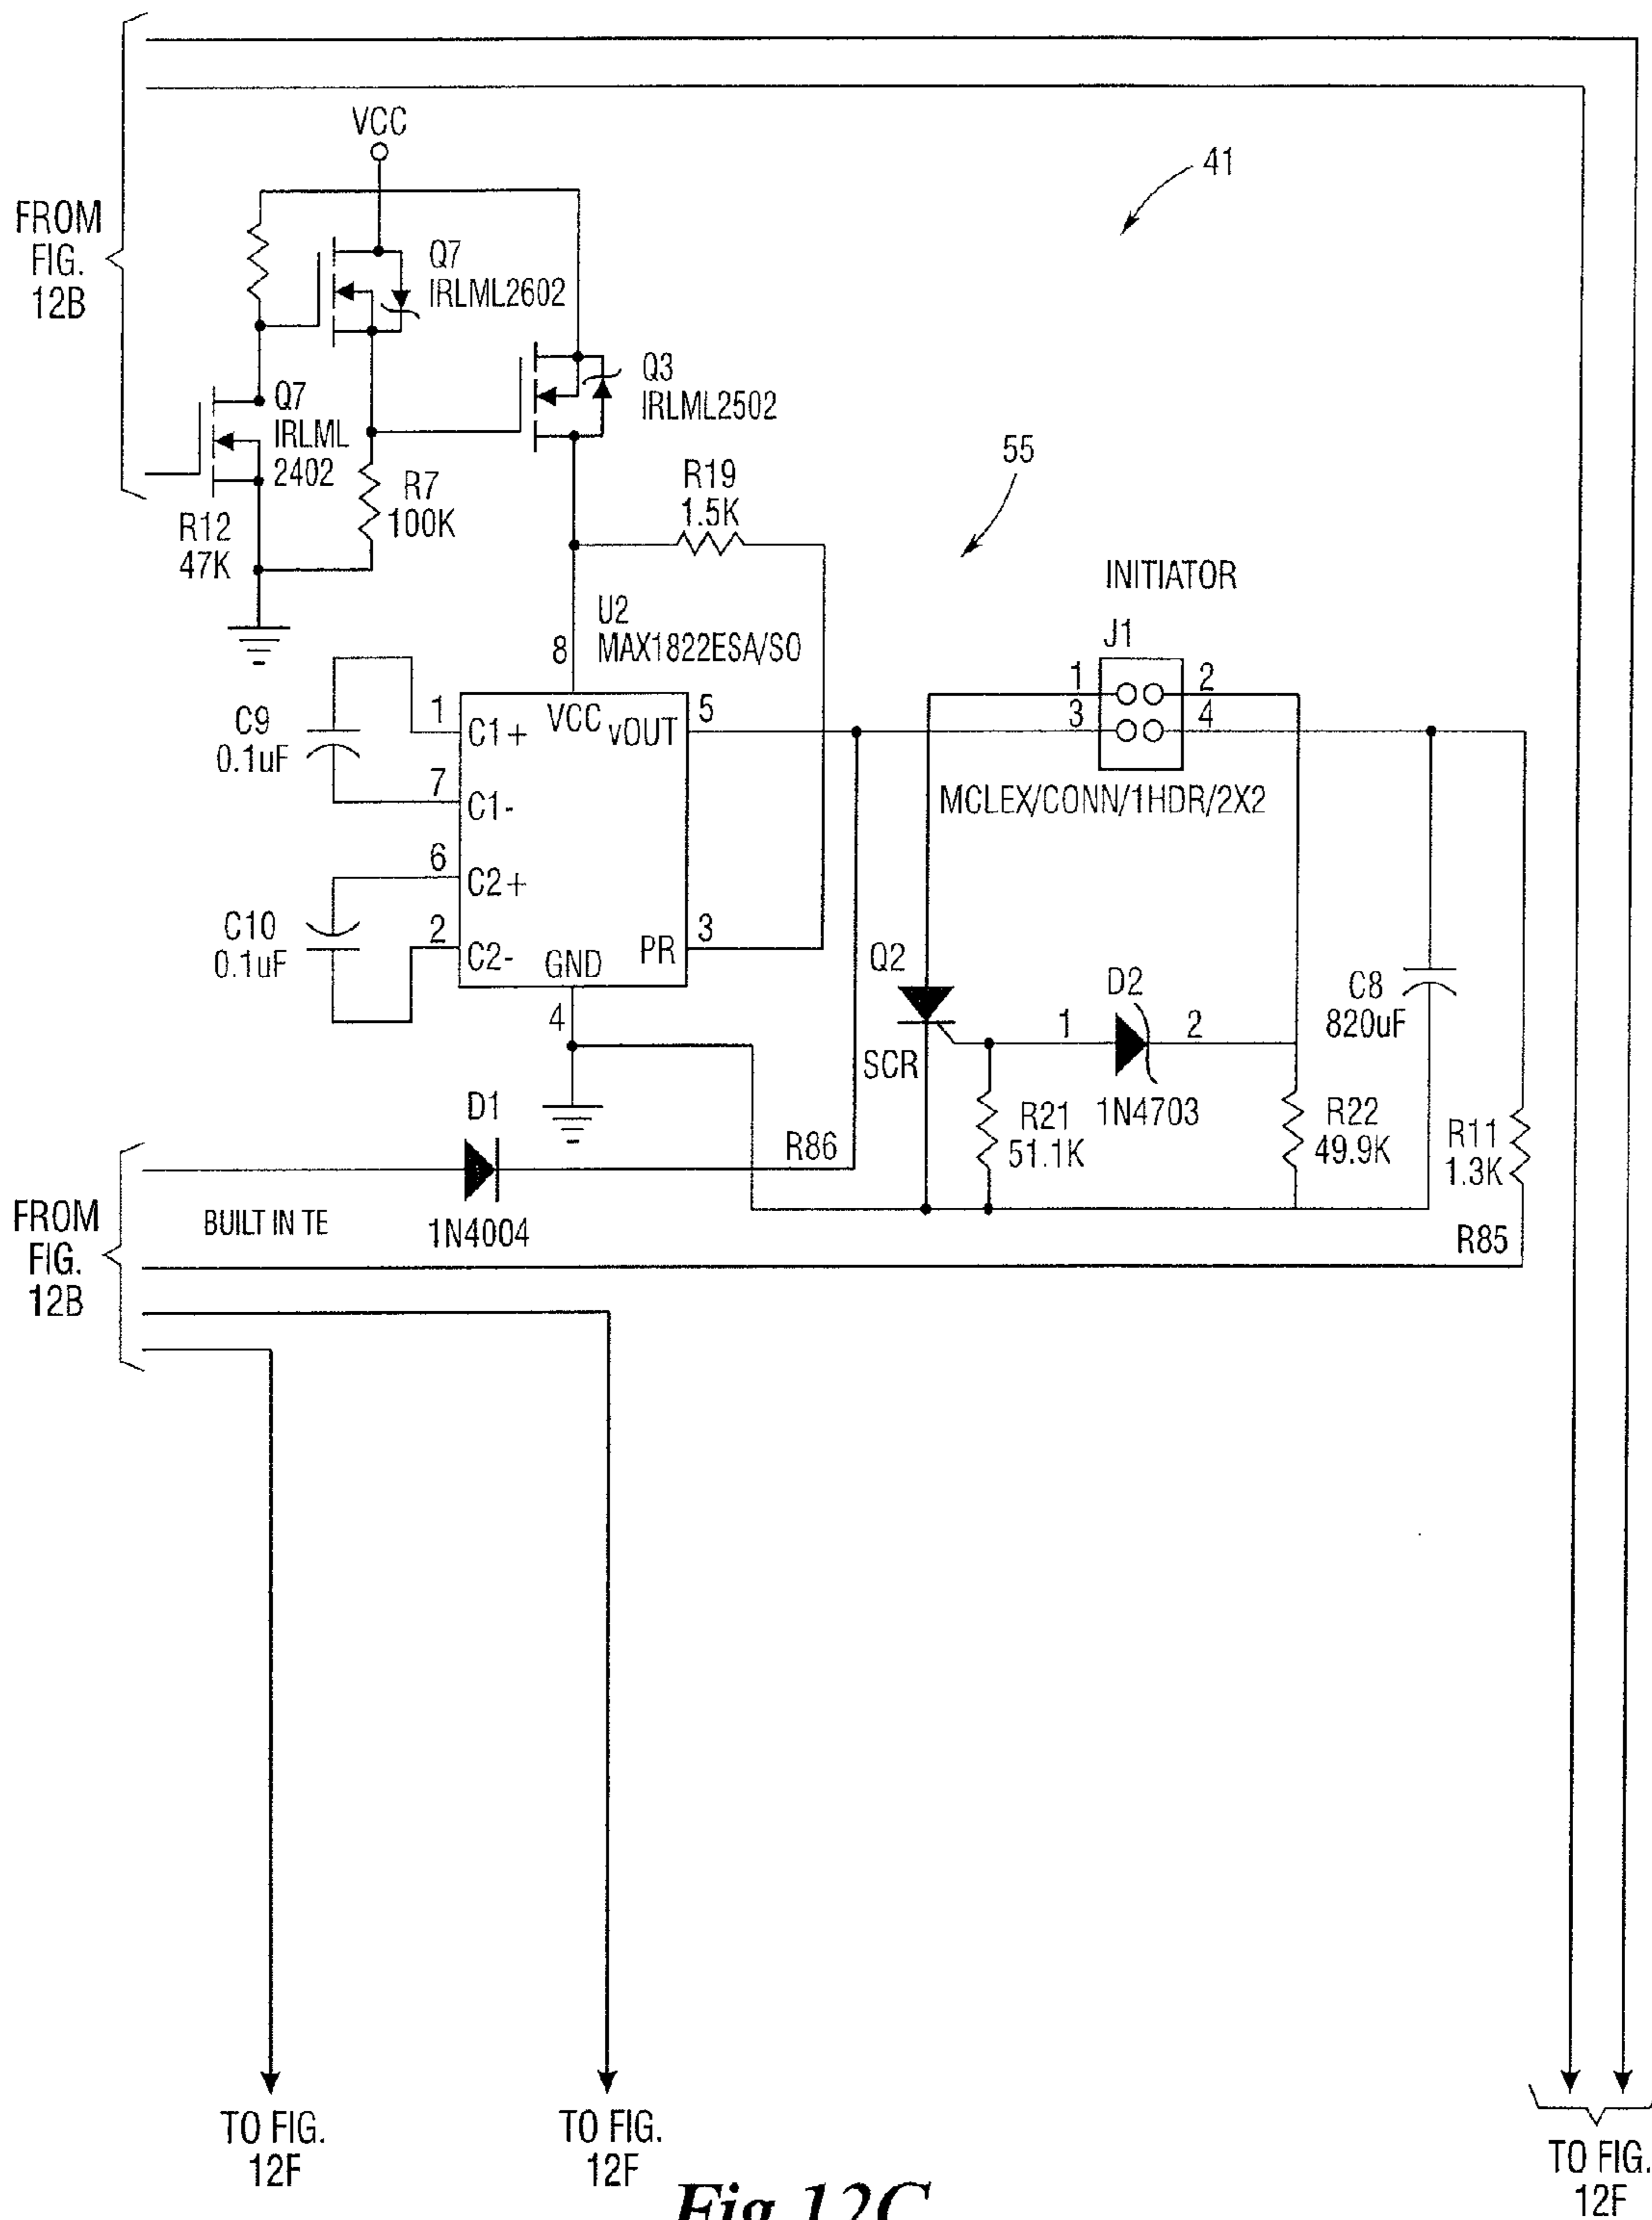 VCC
41
FROM
FIG.
12B
Q7
IRLML2602
Q3
IRLML2502
Q7
IRLML
2402
R12
47K
R7
100K
R19
1.5K
55
INITIATOR
J1
1
2
3
4
MCLEX/CONN/1HDR/2X2
U2
MAX1822ESA/SO
8
C9
0.1uF
1
7
C1+
C1-
VCC
vOUT
5
C10
0.1uF
6
2
C2+
C2-
GND
PR
3
4
Q2
SCR
D2
1
2
1N4703
C8
820uF
R21
51.1K
R22
49.9K
R11
1.3K
D1
1N4004
R86
FROM
FIG.
12B
BUILT IN TE
R85
TO FIG.
12F
TO FIG.
12F
TO FIG.
12F
Fig.12C